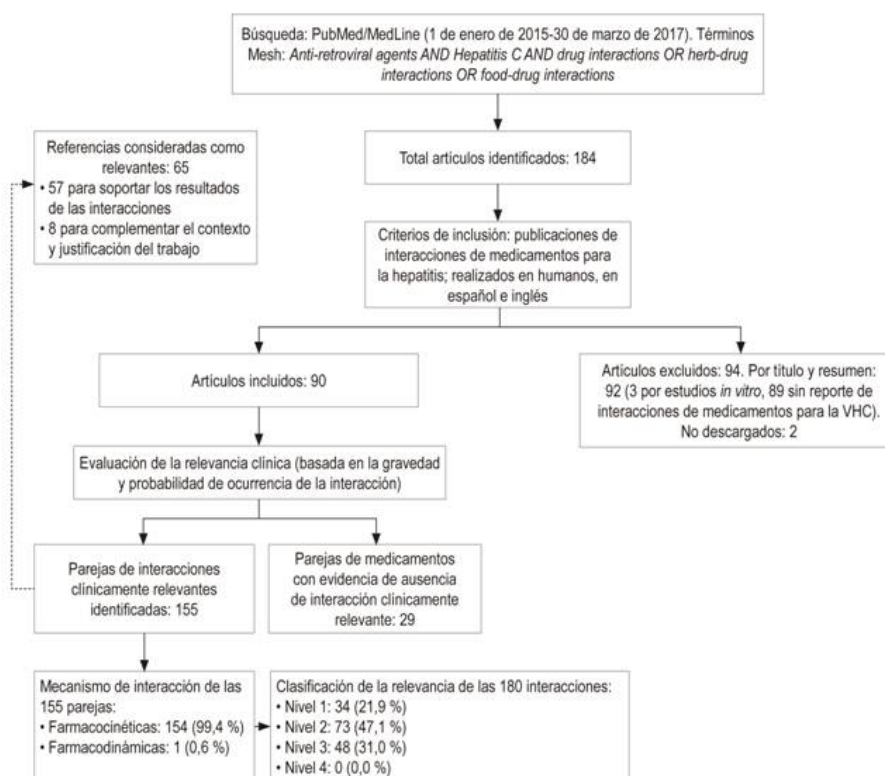 Búsqueda: PubMed/MedLine (1 de enero de 2015-30 de marzo de 2017). Términos
Mesh: Anti-retroviral agents AND Hepatitis C AND drug interactions OR herb-drug
interactions OR food-drug interactions
Referencias consideradas como
relevantes: 65
• 57 para soportar los resultados
de las interacciones
• 8 para complementar el contexto
y justificación del trabajo
Total artículos identificados: 184
Criterios de inclusión: publicaciones de
interacciones de medicamentos para
la hepatitis; realizados en humanos, en
español e inglés
Artículos incluidos: 90
Artículos excluidos: 94. Por título y resumen:
92 (3 por estudios in vitro, 89 sin reporte de
interacciones de medicamentos para la VHC).
No descargados: 2
Evaluación de la relevancia clínica (basada en la gravedad
y probabilidad de ocurrencia de la interacción)
Parejas de interacciones
clínicamente relevantes
identificadas: 155
Parejas de medicamentos
con evidencia de ausencia
de interacción clínicamente
relevante: 29
Mecanismo de interacción de las
155 parejas:
• Farmacocinéticas: 154 (99,4 %)
• Farmacodinámicas: 1 (0,6 %)
Clasificación de la relevancia de las 180 interacciones:
• Nivel 1: 34 (21,9 %)
• Nivel 2: 73 (47,1 %)
• Nivel 3: 48 (31,0 %)
• Nivel 4: 0 (0,0 %)